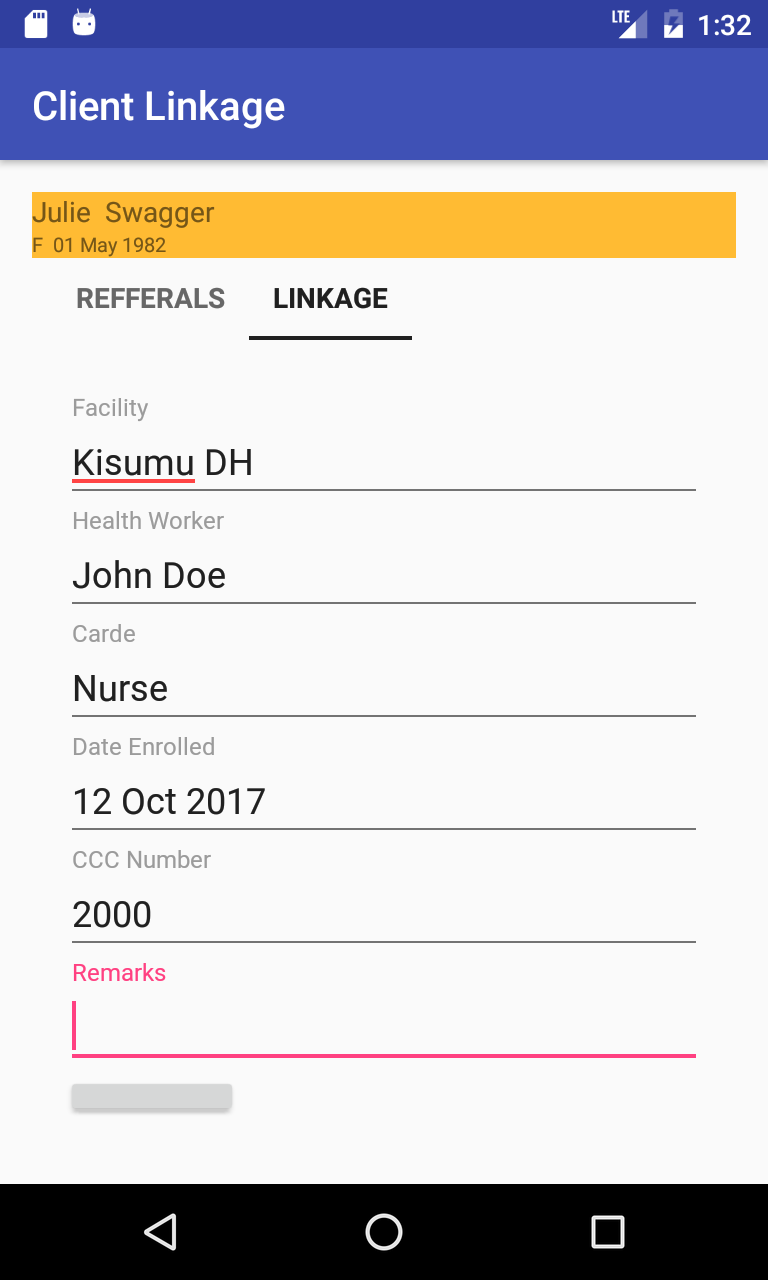 LTE 1:32
Client Linkage
Julie Swagger
F 01 May 1982
REFFERALS LINKAGE
Facility
Kisumu DH
Health Worker
John Doe
Carde
Nurse
Date Enrolled
12 Oct 2017
CCC Number
2000
Remarks